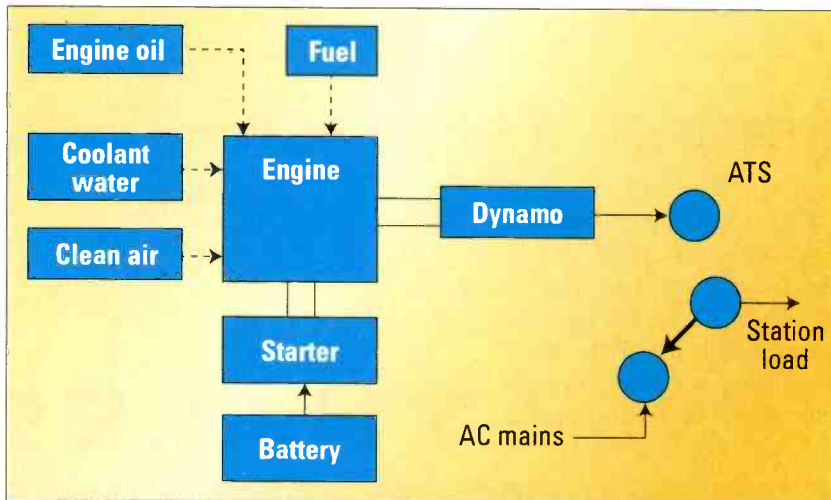 Engine oil
Fuel
Coolant
water
Engine
ATS
Dynamo
Clean air
Starter
Station
load
AC mains
Battery